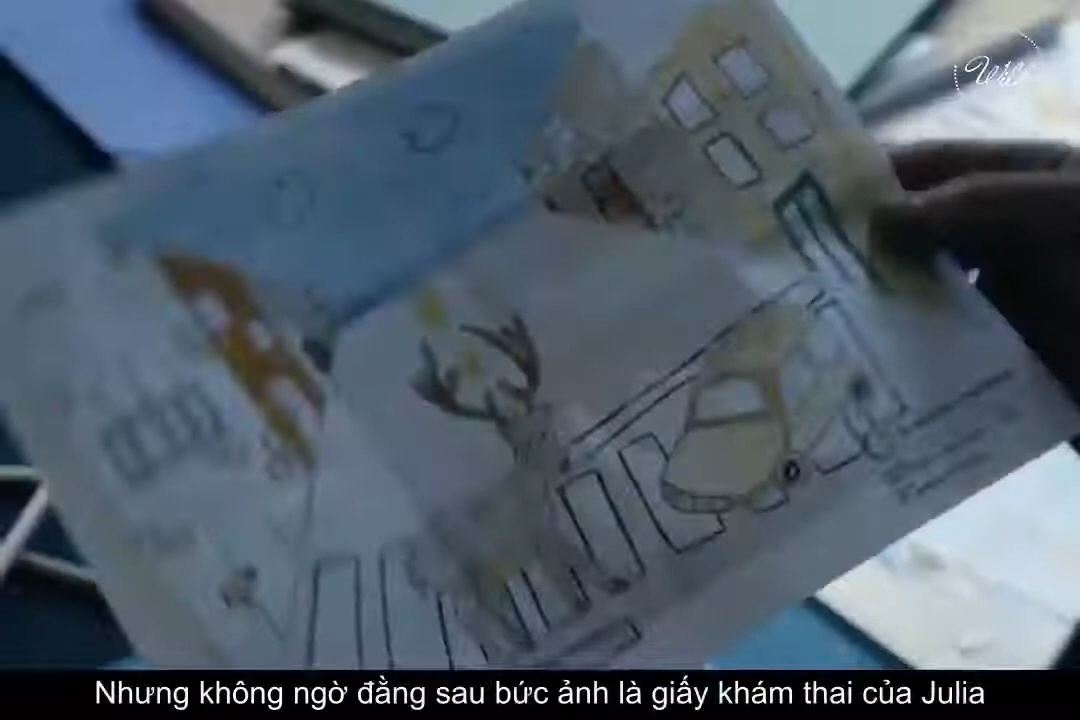 Nhưng không ngờ đằng sau bức ảnh là giấy khám thai của Julia